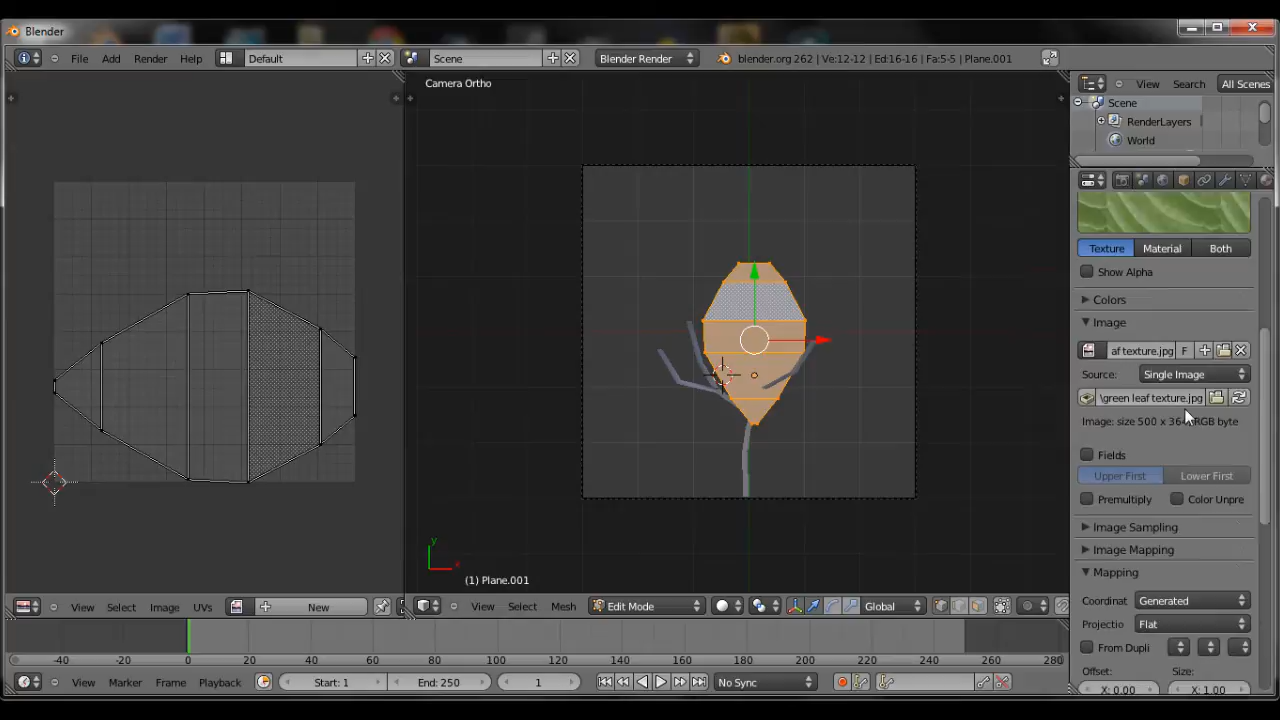 Blender
File Add Render Help Default Scene Blender Render blender.org 262 | Ve:12-12 | Ed:16-16 | Fa:5-5 | Plane.001
View Search All Scenes
Camera Ortho
Scene
RenderLayers
World
Texture Material Both
Show Alpha
Colors
Image
af texture.jpg F
Source: Single Image
\green leaf texture.jpg
Image: size 500 x 364 RGB byte
Fields
Upper First Lower First
Premultiply Color Unpre
Image Sampling
Image Mapping
Mapping
Coordinat Generated
Projectio Flat
From Dupli
Offset: Size:
X: 0.00 X: 1.00
y
x
(1) Plane.001
View Select Image UVs New
View Select Mesh Edit Mode Global
-40 -20 0 20 40 60 80 100 120 140 160 180 200 220 240 260 280
View Marker Frame Playback Start: 1 End: 250 1 No Sync